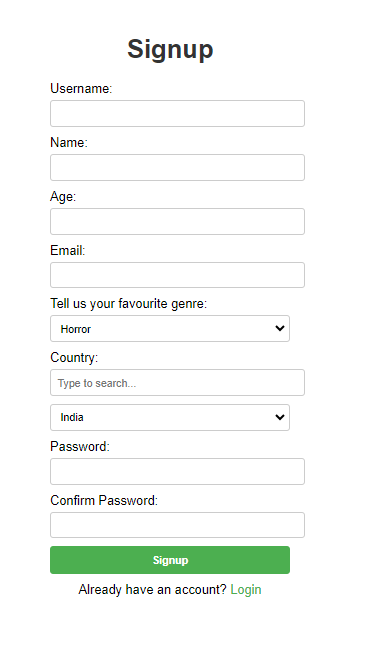 Signup
Username:
Name:
Age:
Email:
Tell us your favourite genre:
Horror
Country:
Type to search...
India
Password:
Confirm Password:
Signup
Already have an account? Login